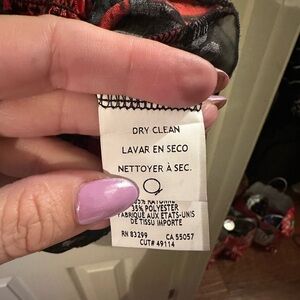 DRY CLEAN
LAVAR EN SECO
NETTOYER À SEC.
35% POLYESTER
FABRIQUE AUX ETATS-UNIS
DE TISSU IMPORTE
RN 83299 CA 55057
CUT# 49114